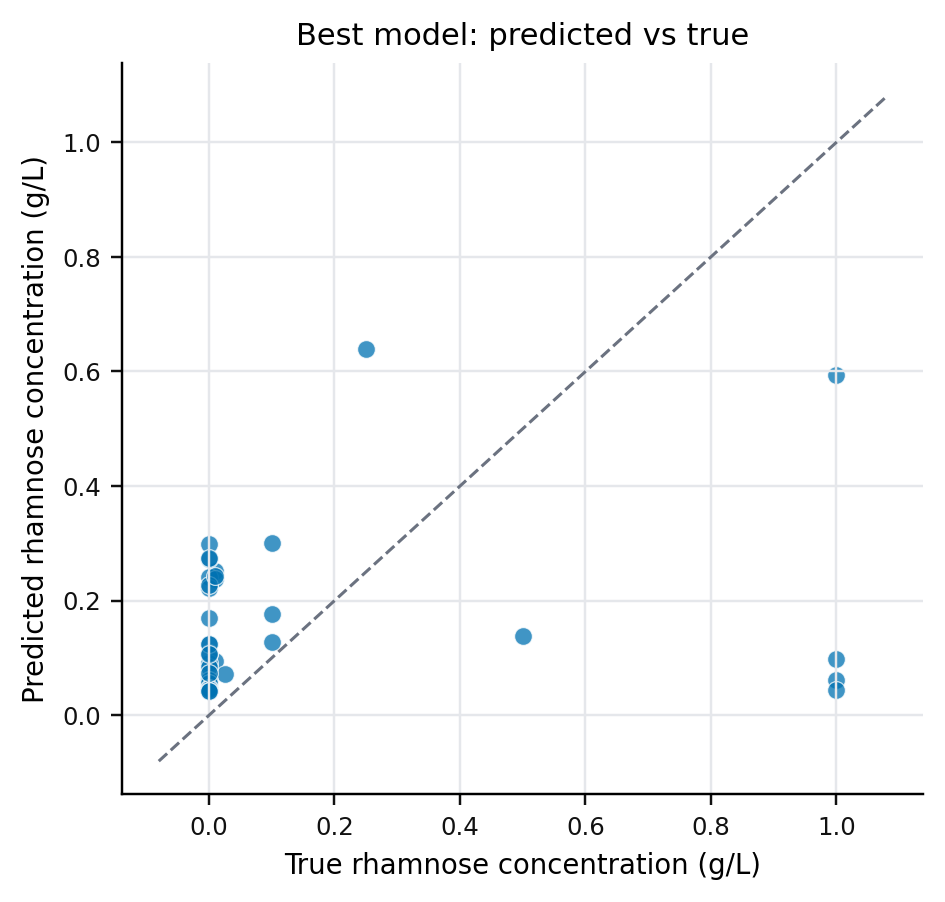 Best model: predicted vs true
Predicted rhamnose concentration (g/L)
1.0
0.8
0.6
0.4
0.2
0.0
0.0 0.2 0.4 0.6 0.8 1.0
True rhamnose concentration (g/L)